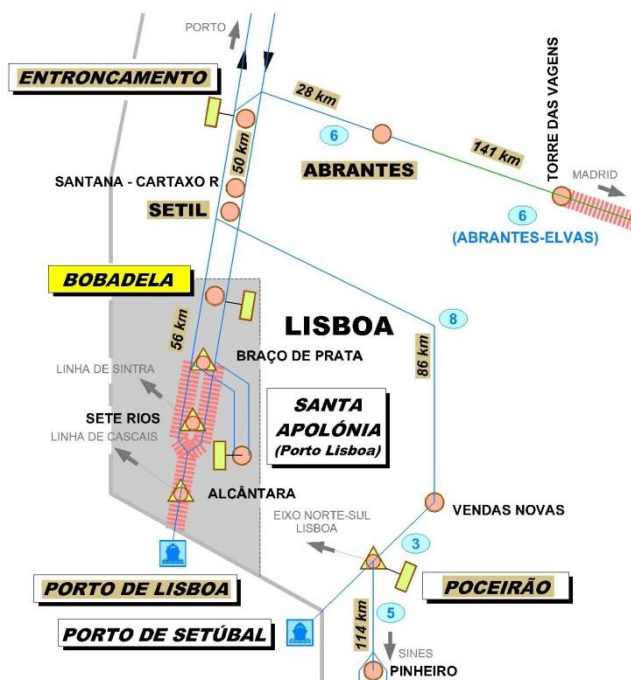 PORTO
ENTRONCAMENTO
28 km
6
ABRANTES
141 km
TORRE DAS VAGENS
MADRID
6
(ABRANTES-ELVAS)
50 km
SANTANA - CARTAXO R
SETIL
BOBADELA
8
LISBOA
56 km
BRAÇO DE PRATA
86 km
LINHA DE SINTRA
SETE RIOS
LINHA DE CASCAIS
SANTA
APOLÓNIA
(Porto Lisboa)
ALCÂNTARA
VENDAS NOVAS
EIXO NORTE-SUL
LISBOA
3
PORTO DE LISBOA
POCEIRÃO
5
114 km
PORTO DE SETÚBAL
SINES
PINHEIRO